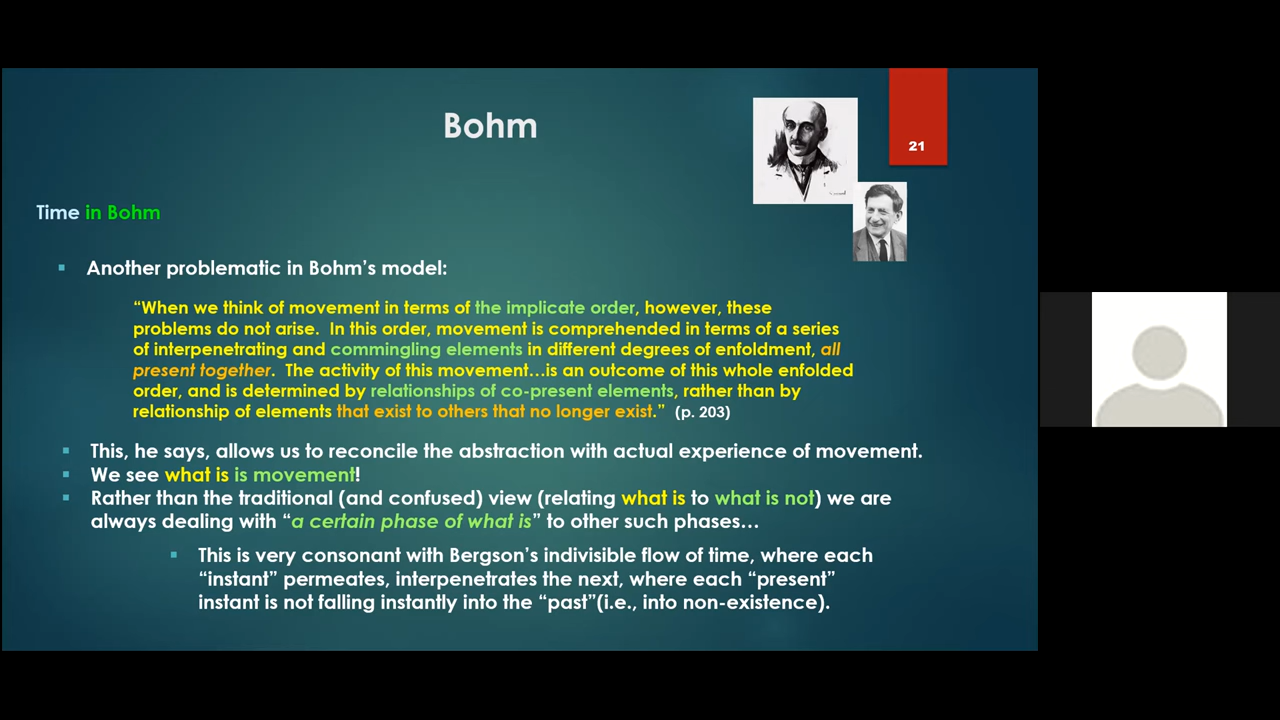 Bohm
21
Time in Bohm
Another problematic in Bohm's model:
“When we think of movement in terms of the implicate order, however, these
problems do not arise. In this order, movement is comprehended in terms of a series
of interpenetrating and commingling elements in different degrees of enfoldment, all
present together. The activity of this movement…is an outcome of this whole enfolded
order, and is determined by relationships of co-present elements, rather than by
relationship of elements that exist to others that no longer exist.” (p. 203)
This, he says, allows us to reconcile the abstraction with actual experience of movement.
We see what is is movement!
Rather than the traditional (and confused) view (relating what is to what is not) we are
always dealing with “a certain phase of what is” to other such phases…
This is very consonant with Bergson's indivisible flow of time, where each
“instant” permeates, interpenetrates the next, where each “present”
instant is not falling instantly into the “past”(i.e., into non-existence).